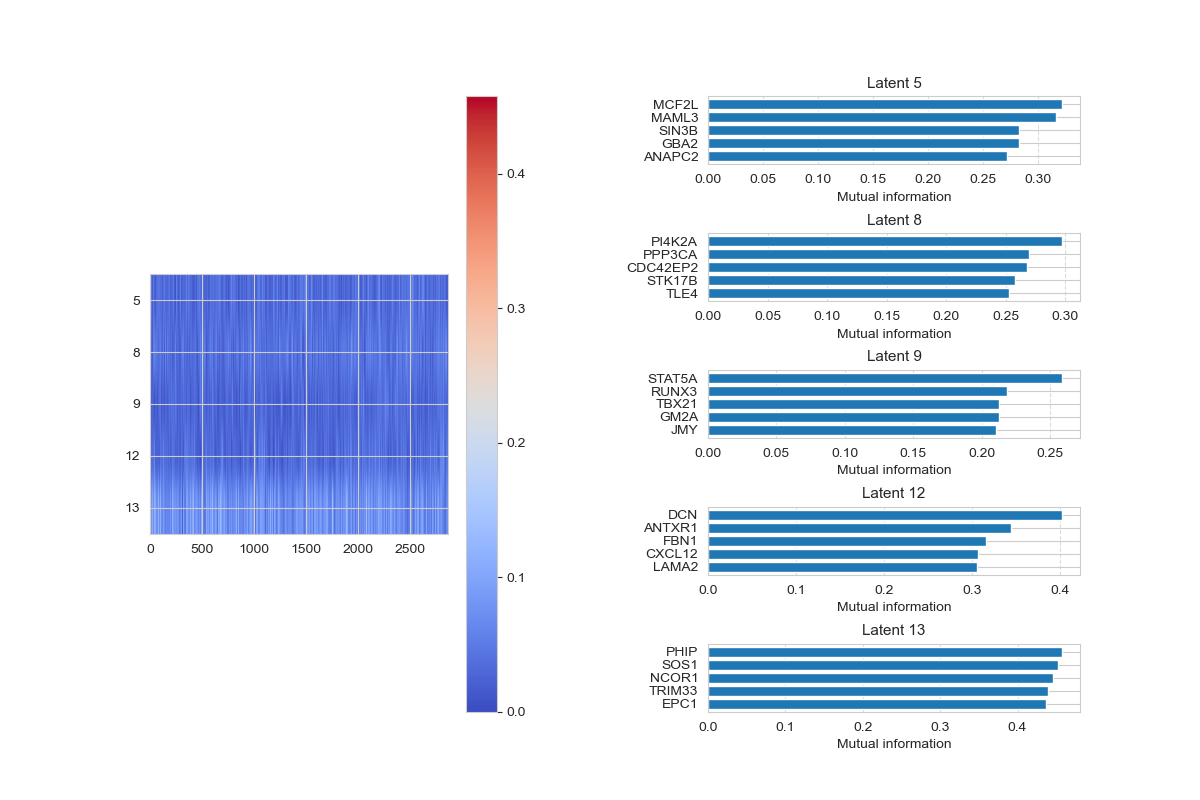 0.4
0.3
0.2
0.1
0.0
5
8
9
12
13
0 500 1000 1500 2000 2500
Latent 5
MCF2L
MAML3
SIN3B
GBA2
ANAPC2
0.00 0.05 0.10 0.15 0.20 0.25 0.30
Mutual information
Latent 8
PI4K2A
PPP3CA
CDC42EP2
STK17B
TLE4
0.00 0.05 0.10 0.15 0.20 0.25 0.30
Mutual information
Latent 9
STAT5A
RUNX3
TBX21
GM2A
JMY
0.00 0.05 0.10 0.15 0.20 0.25
Mutual information
Latent 12
DCN
ANTXR1
FBN1
CXCL12
LAMA2
0.0 0.1 0.2 0.3 0.4
Mutual information
Latent 13
PHIP
SOS1
NCOR1
TRIM33
EPC1
0.0 0.1 0.2 0.3 0.4
Mutual information